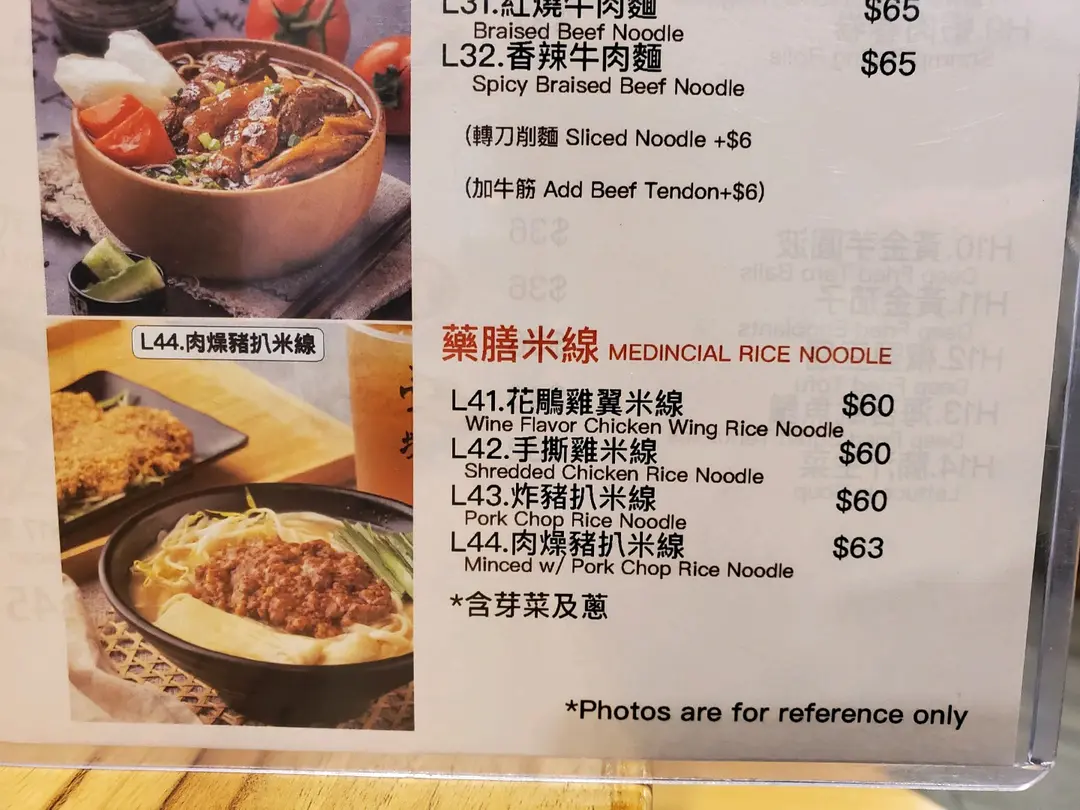 L31.紅燒牛肉麵 $65
Braised Beef Noodle
L32.香辣牛肉麵 $65
Spicy Braised Beef Noodle
(轉刀削麵 Sliced Noodle +$6
(加牛筋 Add Beef Tendon+$6)
L44.肉燥豬扒米線
藥膳米線 MEDINCIAL RICE NOODLE
L41.花鵰雞翼米線 $60
Wine Flavor Chicken Wing Rice Noodle
L42.手撕雞米線 $60
Shredded Chicken Rice Noodle
L43.炸豬扒米線 $60
Pork Chop Rice Noodle
L44.肉燥豬扒米線 $63
Minced w/ Pork Chop Rice Noodle
*含芽菜及蔥
*Photos are for reference only